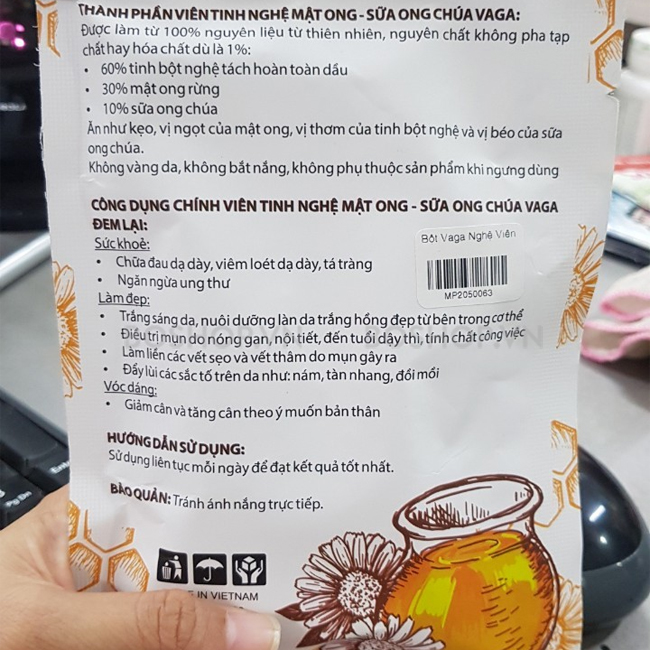 THÀNH PHẦN VIÊN TINH NGHỆ MẬT ONG - SỮA ONG CHÚA VAGA:
Được làm từ 100% nguyên liệu từ thiên nhiên, nguyên chất không pha tạp
chất hay hóa chất dù là 1%:
• 60% tinh bột nghệ tách hoàn toàn dầu
• 30% mật ong rừng
• 10% sữa ong chúa
Ăn như kẹo, vị ngọt của mật ong, vị thơm của tinh bột nghệ và vị béo của sữa
ong chúa.
Không vàng da, không bắt nắng, không phụ thuộc sản phẩm khi ngưng dùng
CÔNG DỤNG CHÍNH VIÊN TINH NGHỆ MẬT ONG - SỮA ONG CHÚA VAGA
ĐEM LẠI:
Sức khoẻ:
• Chữa đau dạ dày, viêm loét dạ dày, tá tràng
• Ngăn ngừa ung thư
Bột Vaga Nghệ Viên
MP2050063
Làm đẹp:
• Trắng sáng da, nuôi dưỡng làn da trắng hồng đẹp từ bên trong cơ thể
• Điều trị mụn do nóng gan, nội tiết, đến tuổi dậy thì, tính chất công việc
• Làm liền các vết sẹo và vết thâm do mụn gây ra
• Đẩy lùi các sắc tố trên da như: nám, tàn nhang, đồi mồi
Vóc dáng:
• Giảm cân và tăng cân theo ý muốn bản thân
HƯỚNG DẪN SỬ DỤNG:
Sử dụng liên tục mỗi ngày để đạt kết quả tốt nhất.
BẢO QUẢN: Tránh ánh nắng trực tiếp.
IN VIETNAM